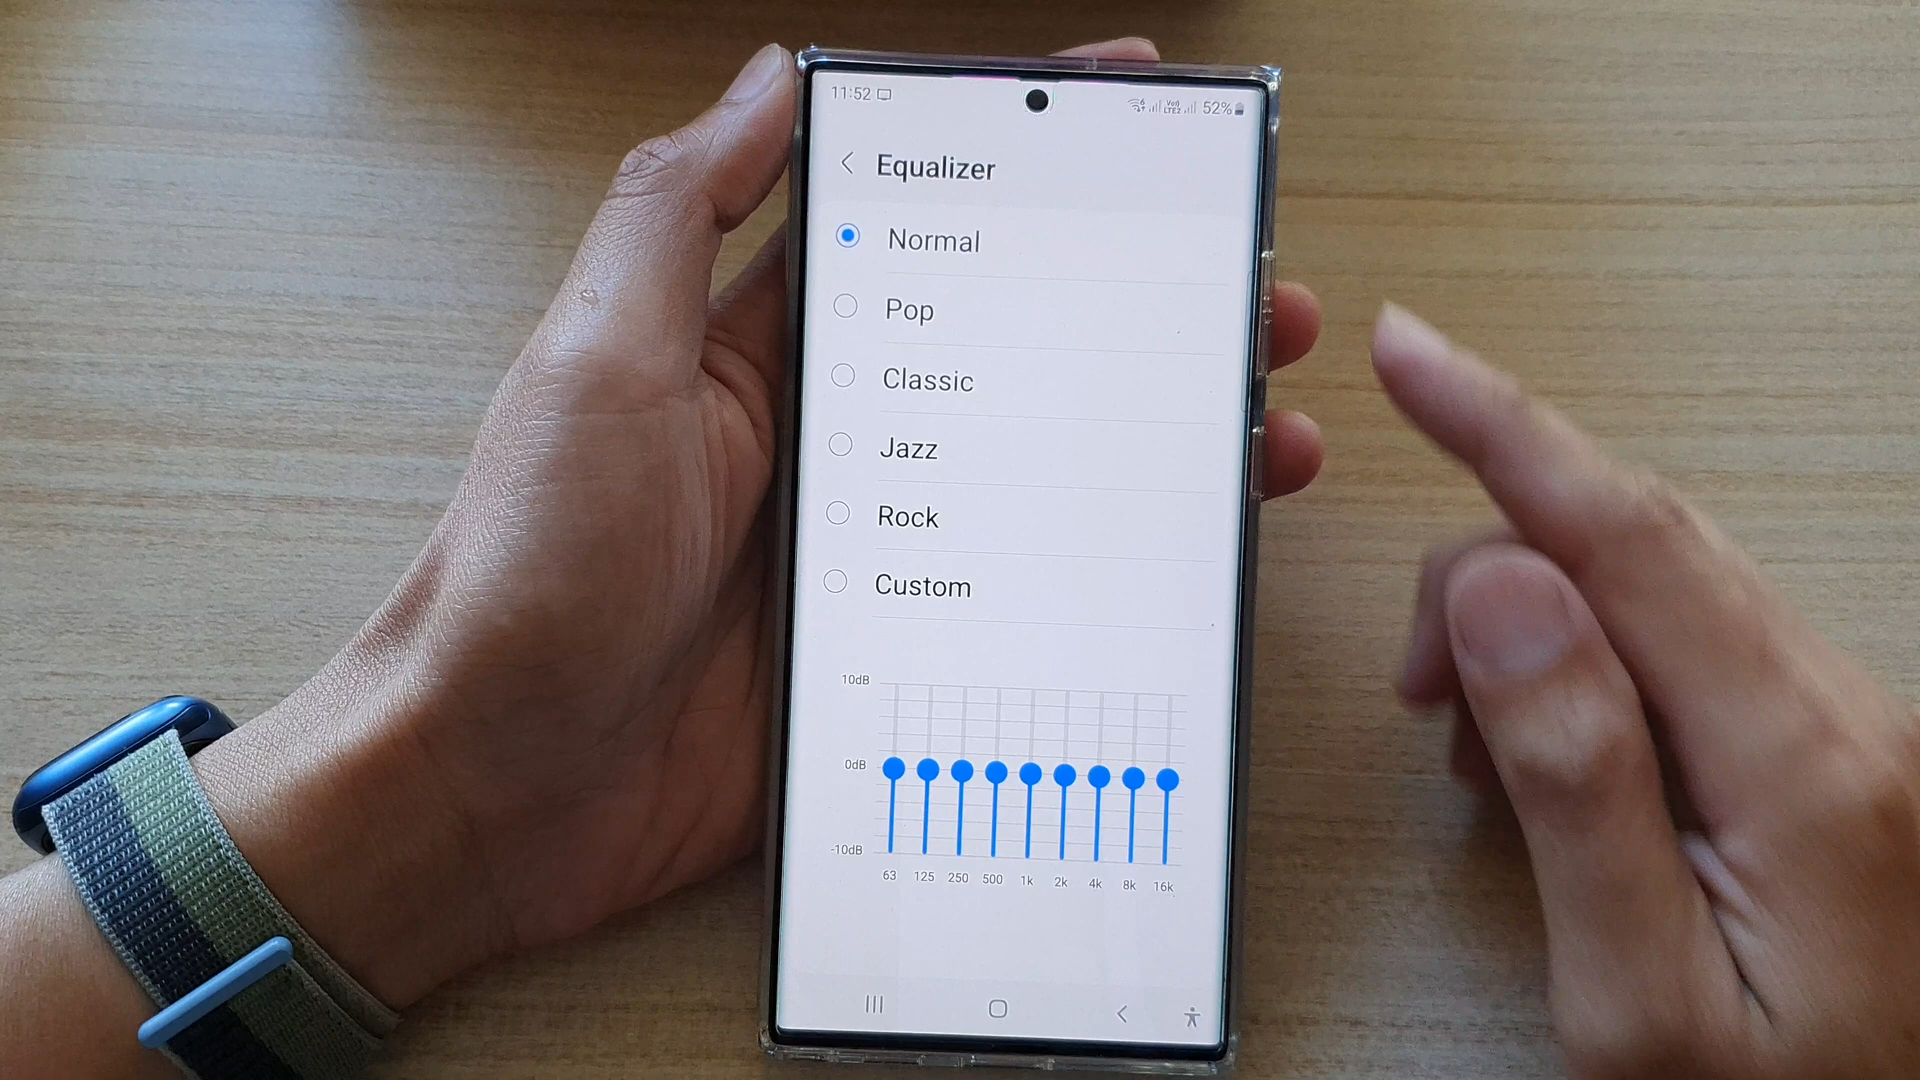 11:52 52%
Equalizer
Normal
Pop
Classic
Jazz
Rock
Custom
10dB
0dB
-10dB
63 125 250 500 1k 2k 4k 8k 16k